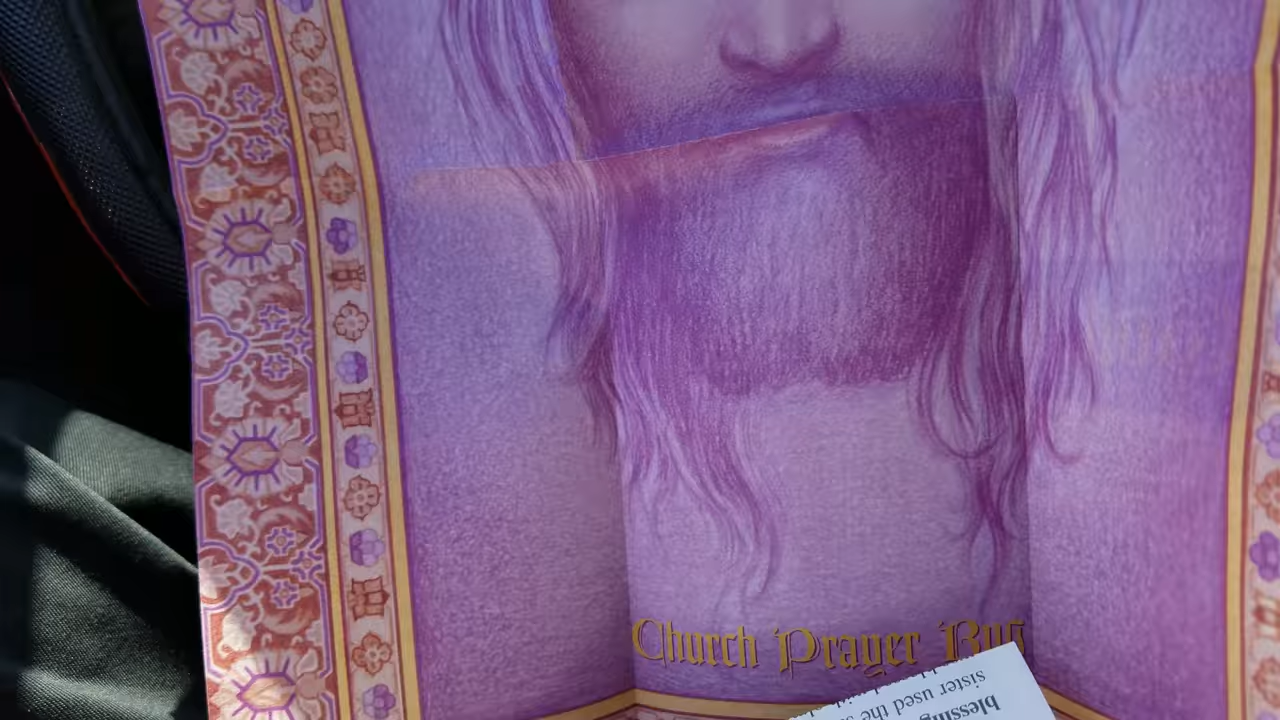 Church Prayer Rug
sister used the
blessing